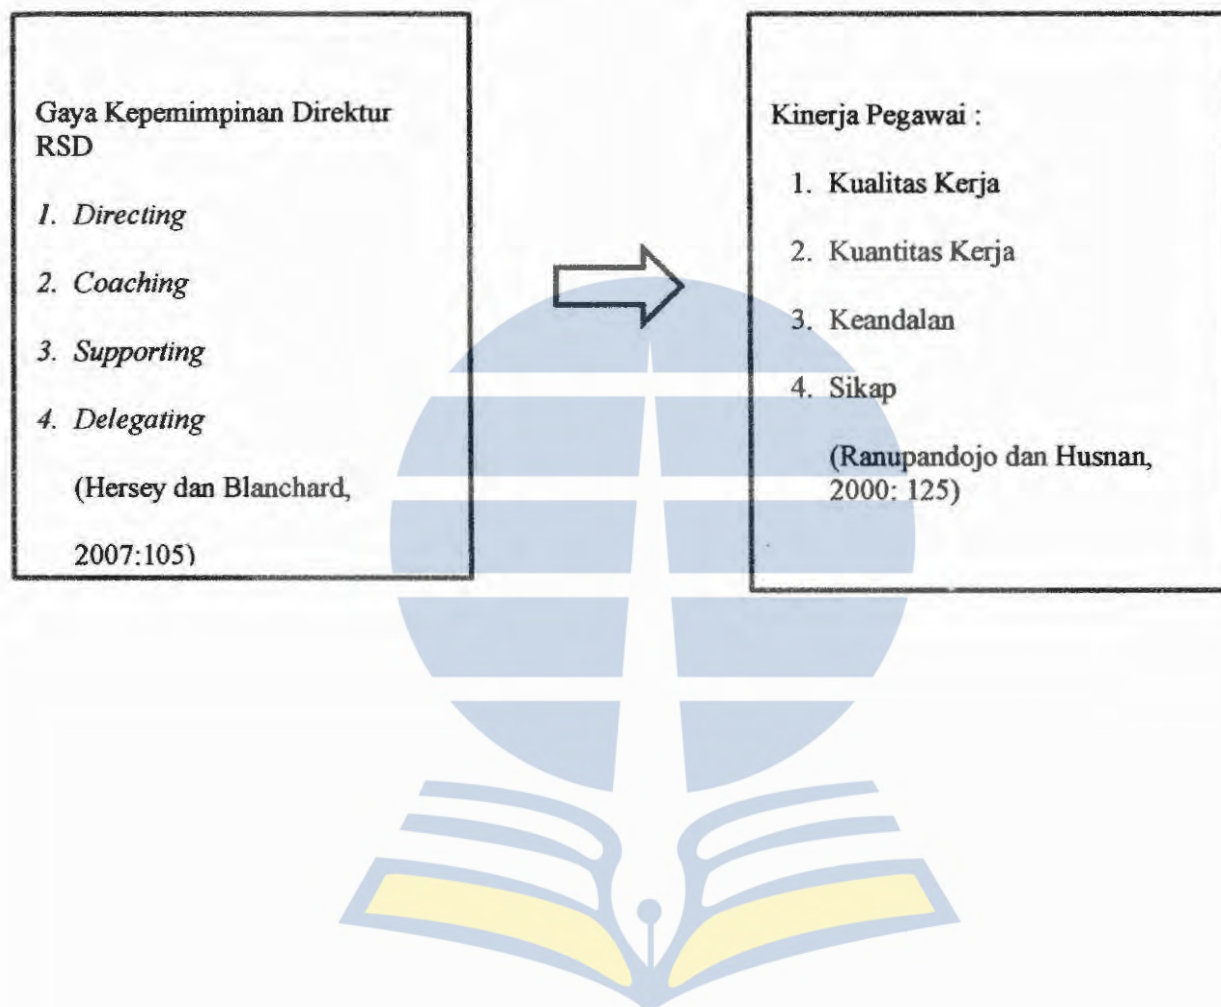 Gaya Kepemimpinan Direktur
RSD
1. Directing
2. Coaching
3. Supporting
4. Delegating
(Hersey dan Blanchard,
2007:105)
Kinerja Pegawai :
1. Kualitas Kerja
2. Kuantitas Kerja
3. Keandalan
4. Sikap
(Ranupandojo dan Husnan,
2000: 125)